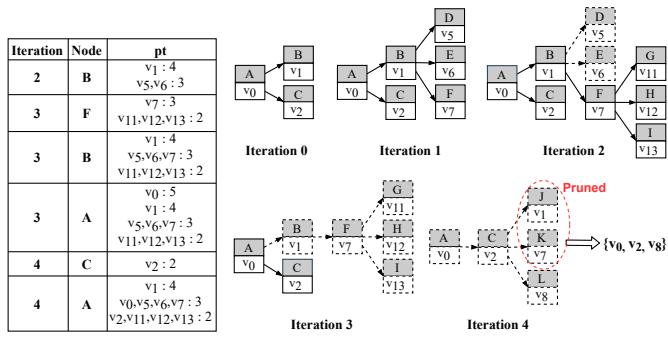 Iteration Node pt
2 B v1 : 4
v5,v6 : 3
3 F v7 : 3
v11,v12,v13 : 2
3 B v1 : 4
v5,v6,v7 : 3
v11,v12,v13 : 2
3 A v0 : 5
v1 : 4
v5,v6,v7 : 3
v11,v12,v13 : 2
4 C v2 : 2
4 A v1 : 4
v0,v5,v6,v7 : 3
v2,v11,v12,v13 : 2
A
v0
B
v1
C
v2
Iteration 0
A
v0
B
v1
C
v2
D
v5
E
v6
F
v7
Iteration 1
A
v0
B
v1
C
v2
D
v5
E
v6
F
v7
G
v11
H
v12
I
v13
Iteration 2
A
v0
B
v1
C
v2
F
v7
G
v11
H
v12
I
v13
Iteration 3
A
v0
C
v2
J
v1
K
v7
L
v8
Pruned
{v0, v2, v8}
Iteration 4